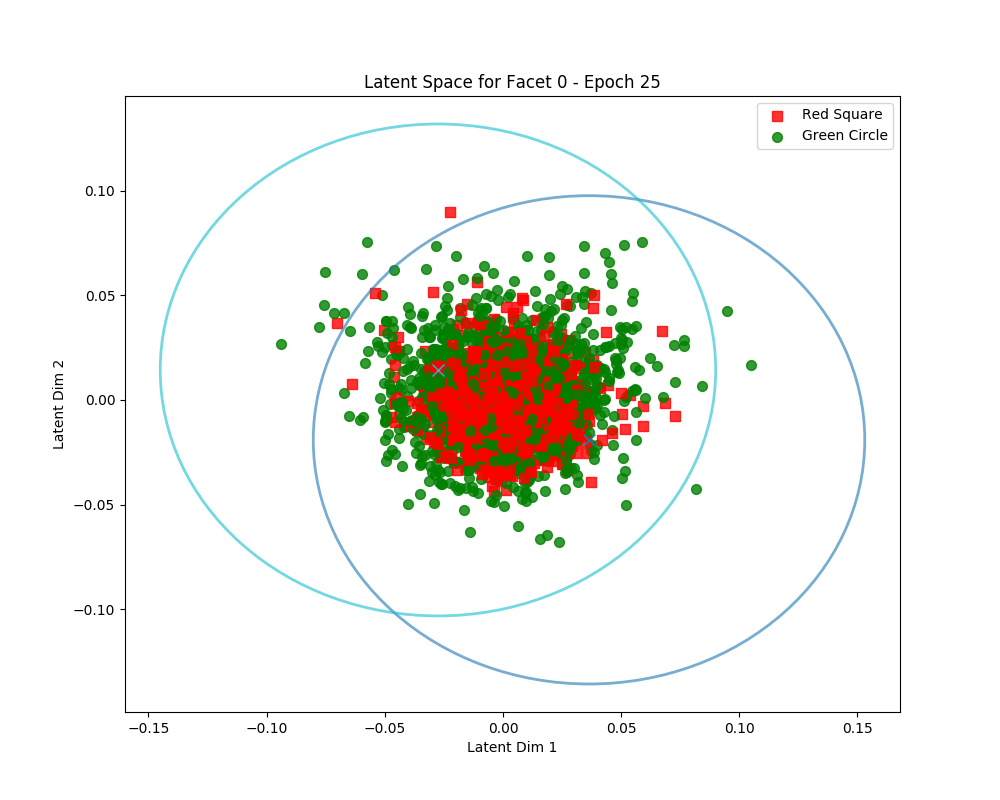 Latent Space for Facet 0 - Epoch 25
Red Square
Green Circle
0.10
0.05
0.00
−0.05
−0.10
Latent Dim 2
−0.15
−0.10
−0.05
0.00
0.05
0.10
0.15
Latent Dim 1